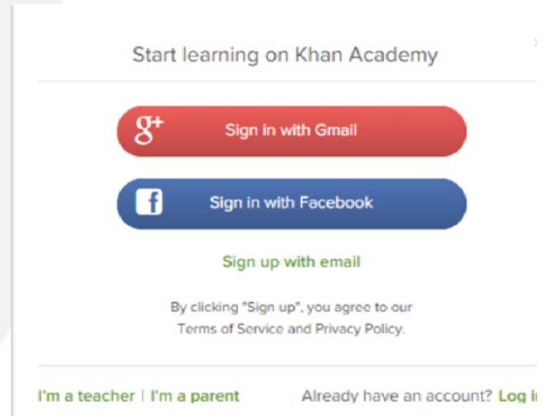 Start learning on Khan Academy
g+ Sign in with Gmail
f Sign in with Facebook
Sign up with email
By clicking "Sign up", you agree to our
Terms of Service and Privacy Policy.
I'm a teacher | I'm a parent Already have an account? Log i